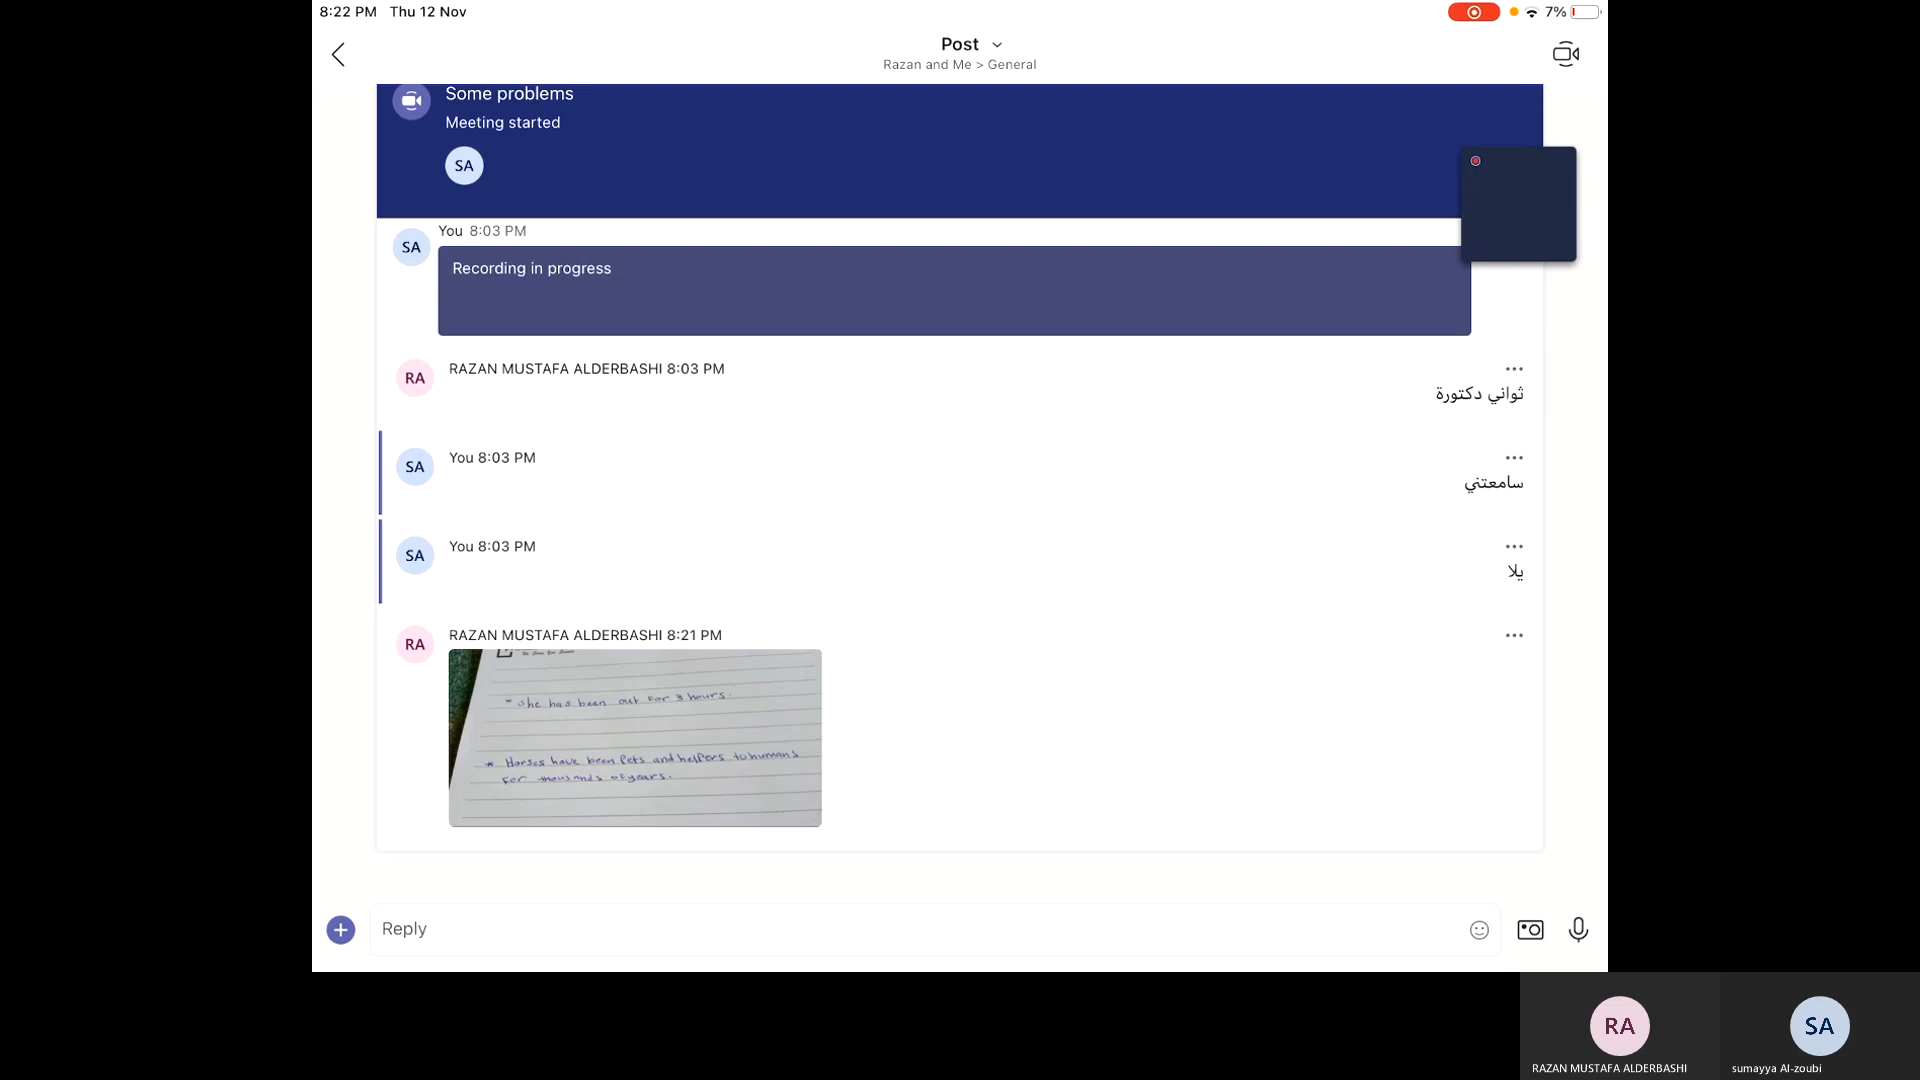 8:22 PM Thu 12 Nov
7%
Post
Razan and Me > General
Some problems
Meeting started
SA
You 8:03 PM
SA
Recording in progress
RAZAN MUSTAFA ALDERBASHI 8:03 PM
RA
ثواني دكتورة
You 8:03 PM
SA
سامعتني
You 8:03 PM
SA
يلا
RAZAN MUSTAFA ALDERBASHI 8:21 PM
RA
- She has been out for 3 hours.
* Horses have been Pets and helpers to humans
for thousands of years.
Reply
RA
SA
RAZAN MUSTAFA ALDERBASHI
sumayya Al-zoubi